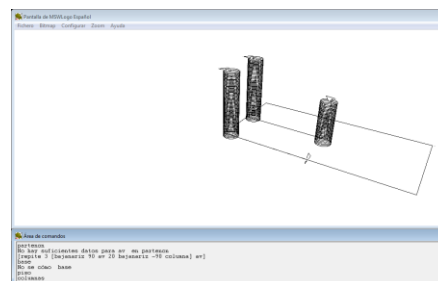 Pantalla de MSWLogo Español
Fichero Bitmap Configurar Zoom Ayuda
Área de comandos
partenon
No hay suficientes datos para av en partenon
[repite 3 [bajanariz 90 av 20 bajanariz -90 columna] av]
base
No se cómo base
piso
columnas